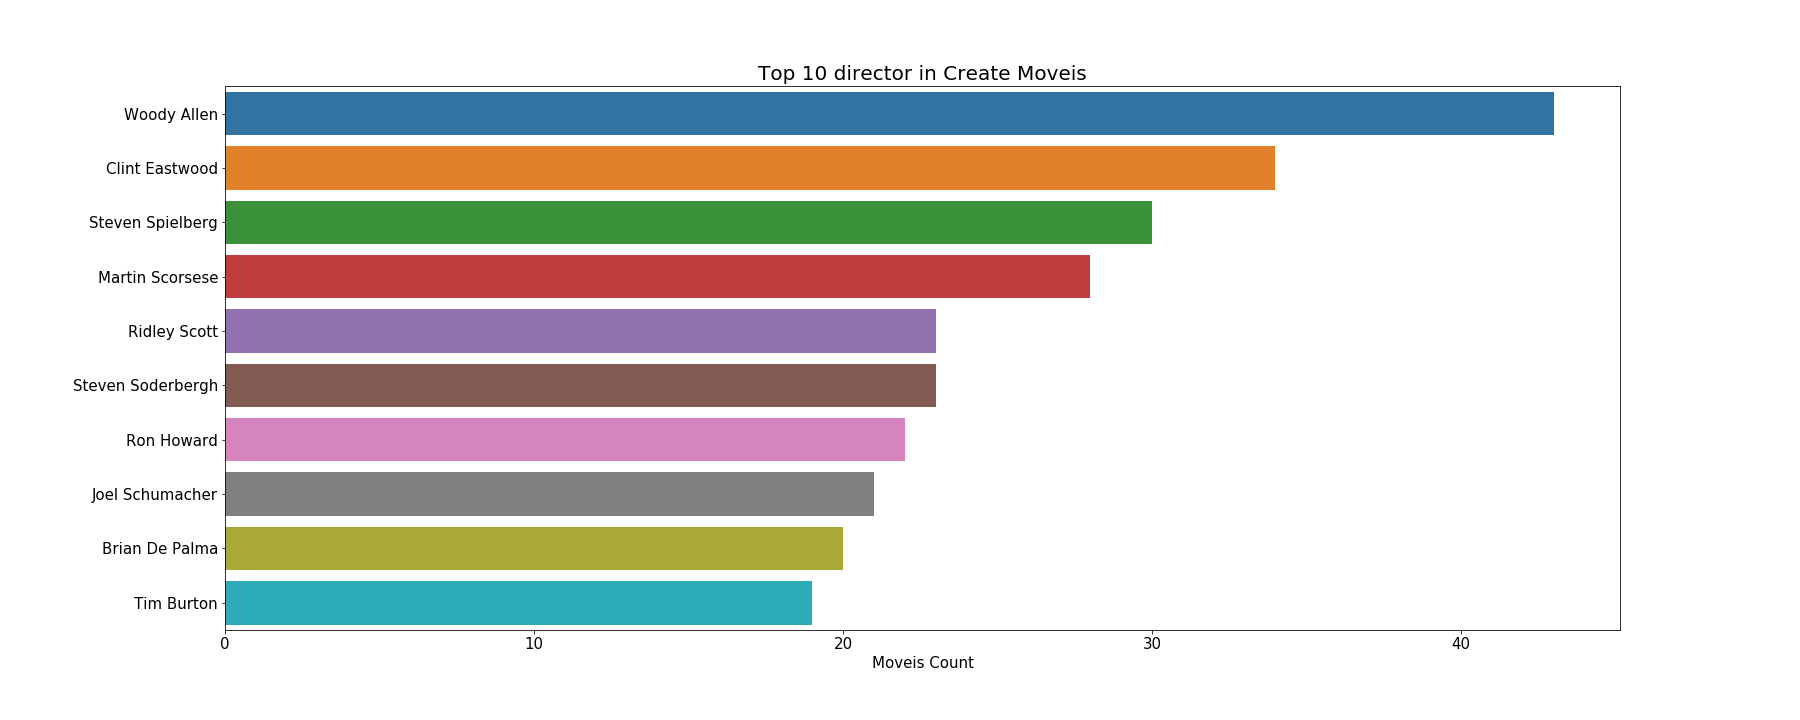 Top 10 director in Create Moveis
Woody Allen
Clint Eastwood
Steven Spielberg
Martin Scorsese
Ridley Scott
Steven Soderbergh
Ron Howard
Joel Schumacher
Brian De Palma
Tim Burton
0 10 20 30 40
Moveis Count